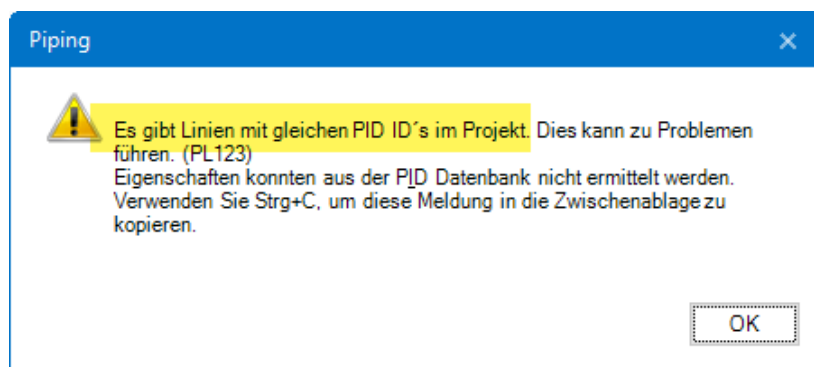 Piping
Es gibt Linien mit gleichen PID ID´s im Projekt. Dies kann zu Problemen
führen. (PL123)
Eigenschaften konnten aus der PID Datenbank nicht ermittelt werden.
Verwenden Sie Strg+C, um diese Meldung in die Zwischenablage zu
kopieren.
OK